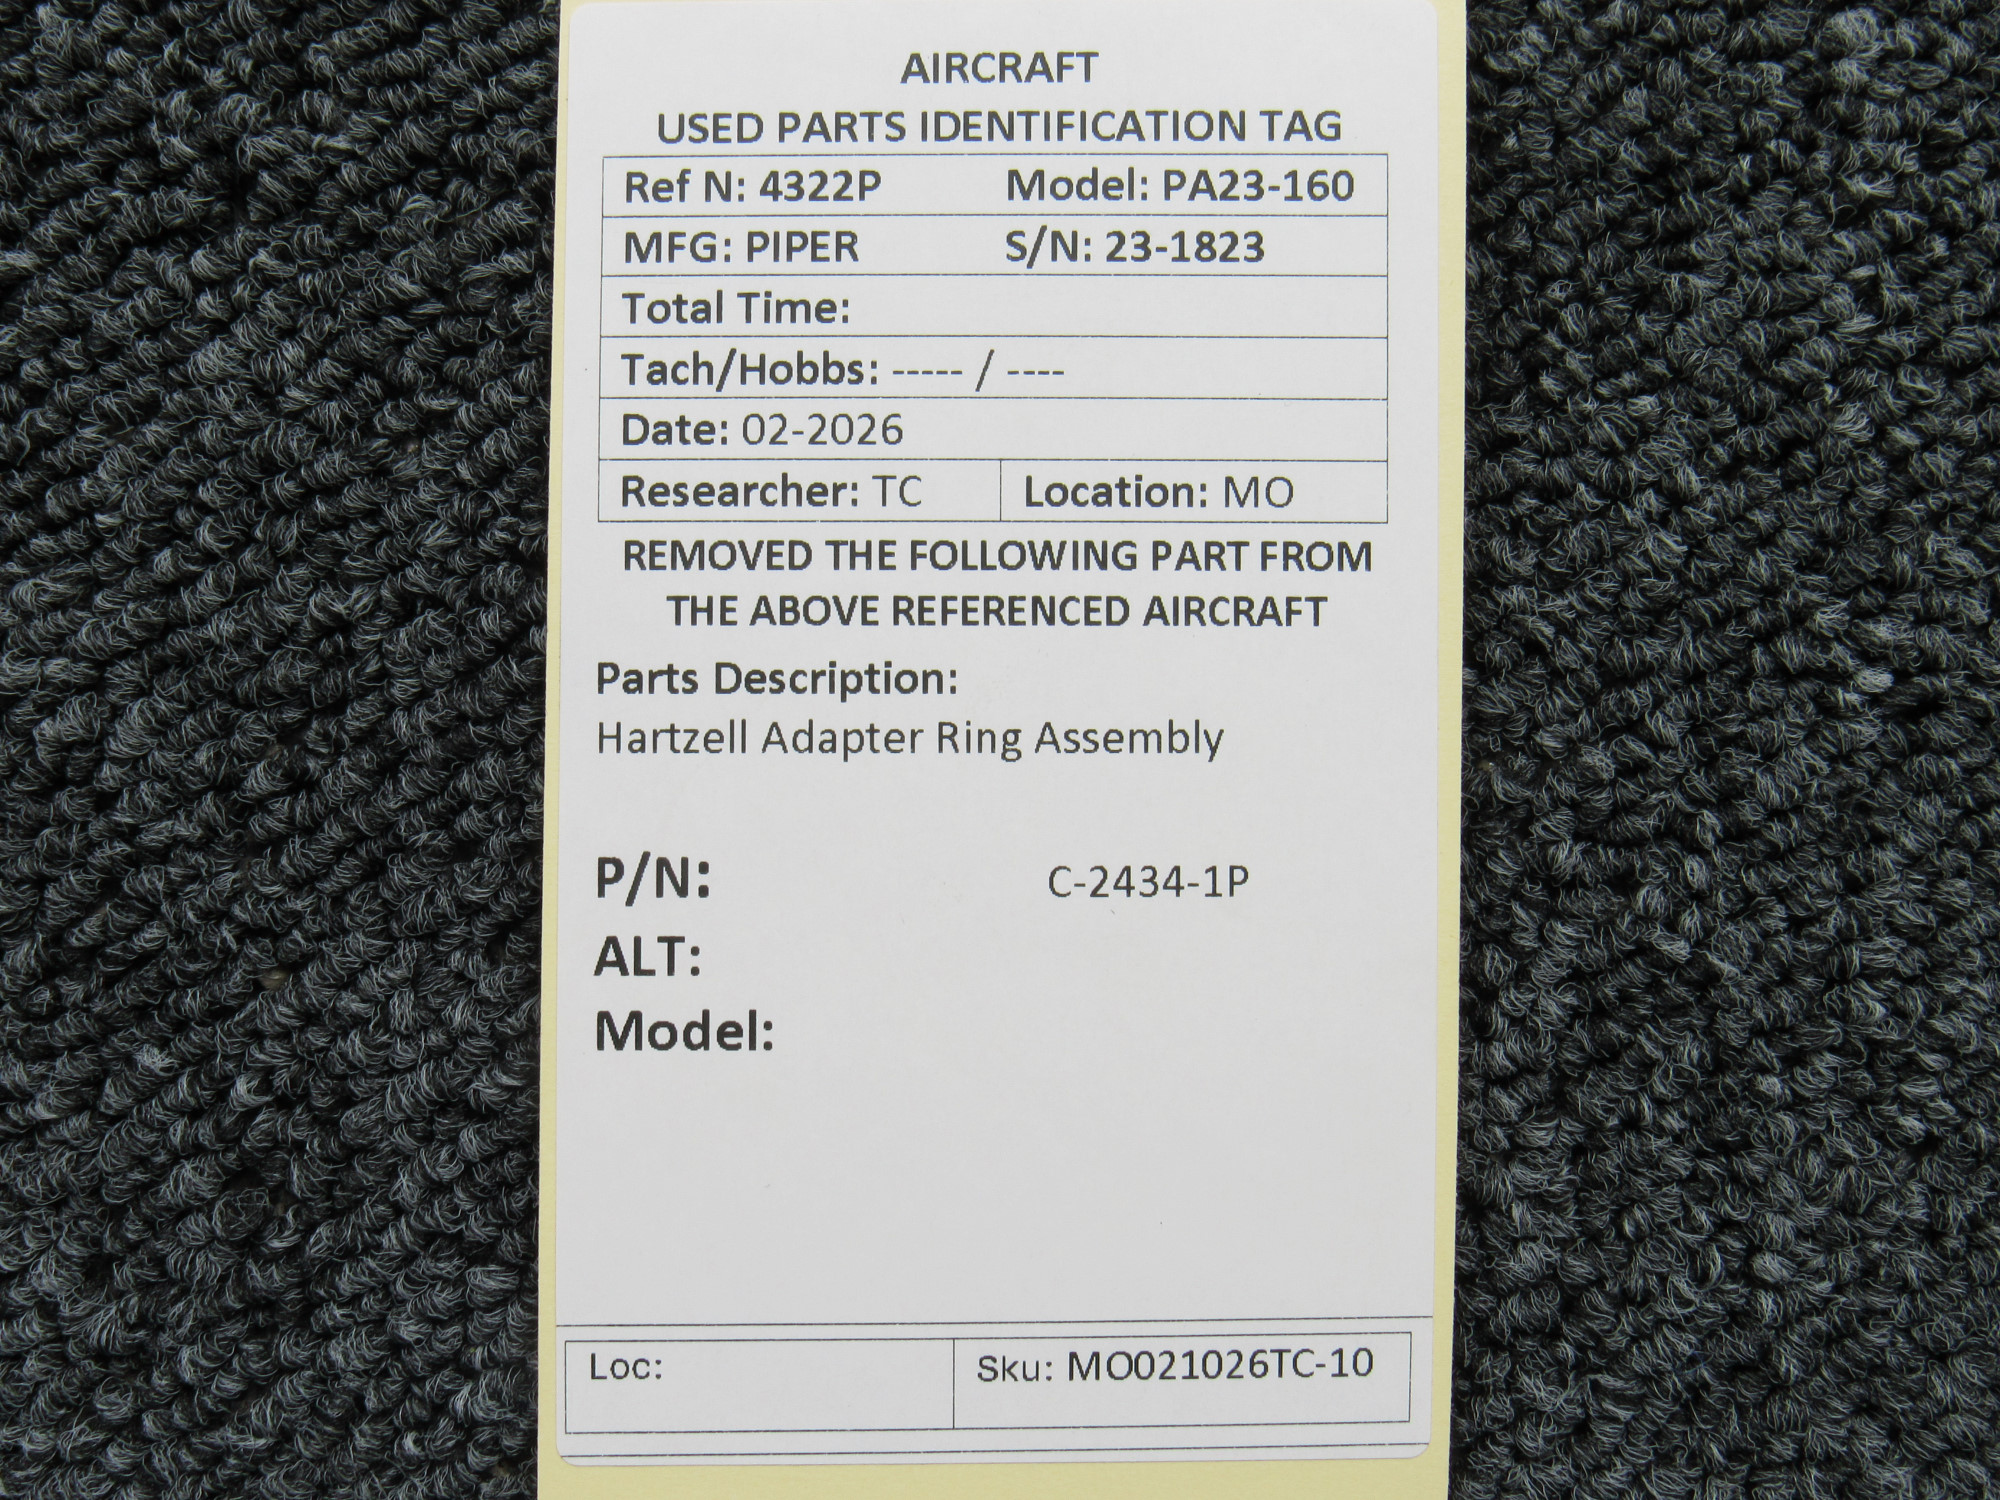 AIRCRAFT
USED PARTS IDENTIFICATION TAG
Ref N: 4322P Model: PA23-160
MFG: PIPER S/N: 23-1823
Total Time:
Tach/Hobbs: ----- / ----
Date: 02-2026
Researcher: TC Location: MO
REMOVED THE FOLLOWING PART FROM
THE ABOVE REFERENCED AIRCRAFT
Parts Description:
Hartzell Adapter Ring Assembly
P/N: C-2434-1P
ALT:
Model:
Loc: Sku: MO021026TC-10